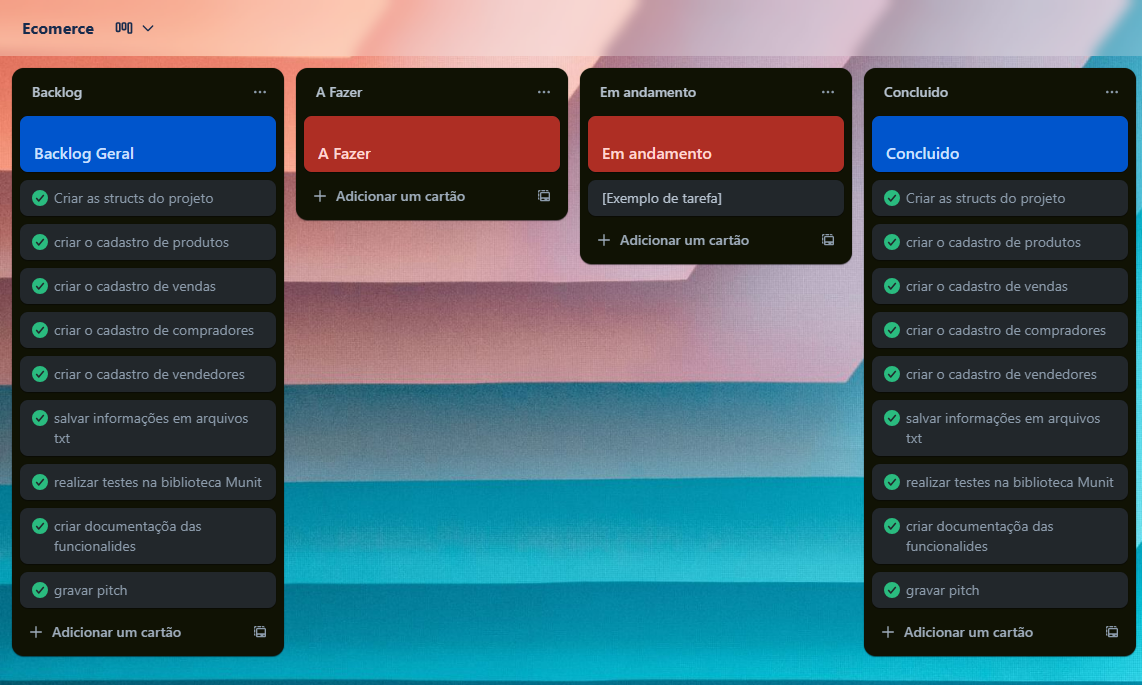 Ecomerce
Backlog
Backlog Geral
Criar as structs do projeto
criar o cadastro de produtos
criar o cadastro de vendas
criar o cadastro de compradores
criar o cadastro de vendedores
salvar informações em arquivos
txt
realizar testes na biblioteca Munit
criar documentaçõa das
funcionalides
gravar pitch
Adicionar um cartão
A Fazer
A Fazer
Adicionar um cartão
Em andamento
Em andamento
[Exemplo de tarefa]
Adicionar um cartão
Concluido
Concluido
Criar as structs do projeto
criar o cadastro de produtos
criar o cadastro de vendas
criar o cadastro de compradores
criar o cadastro de vendedores
salvar informações em arquivos
txt
realizar testes na biblioteca Munit
criar documentaçõa das
funcionalides
gravar pitch
Adicionar um cartão